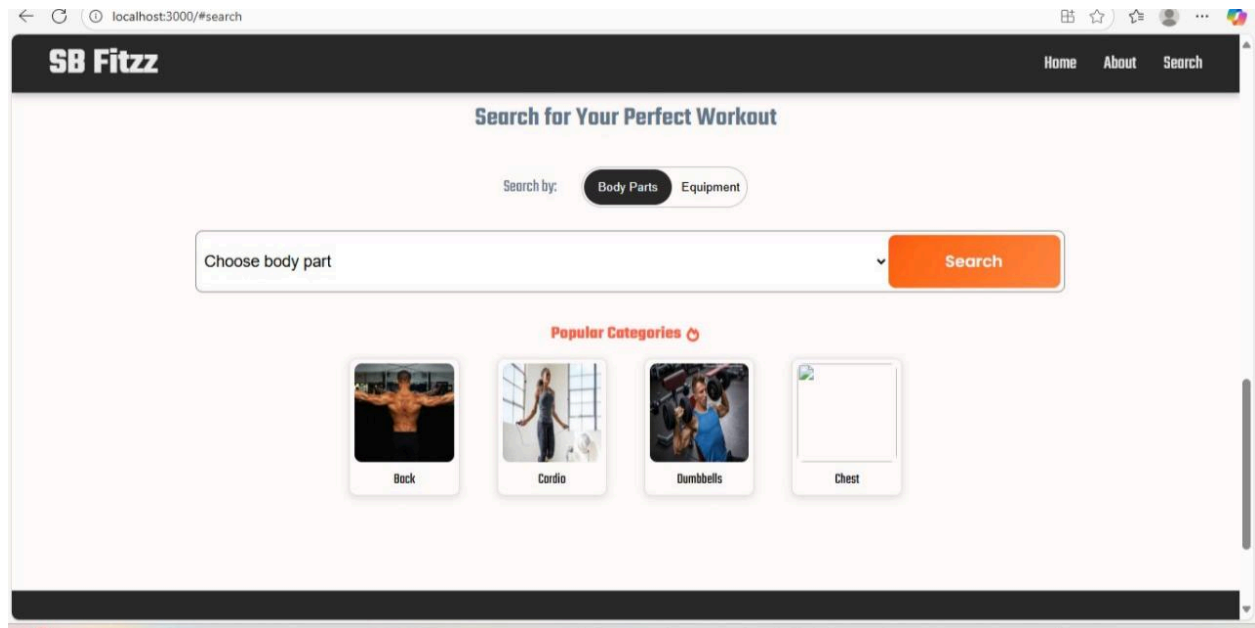 localhost:3000/#search
SB Fitzz
Home About Search
Search for Your Perfect Workout
Search by: Body Parts Equipment
Choose body part Search
Popular Categories
Back Cardio Dumbbells Chest